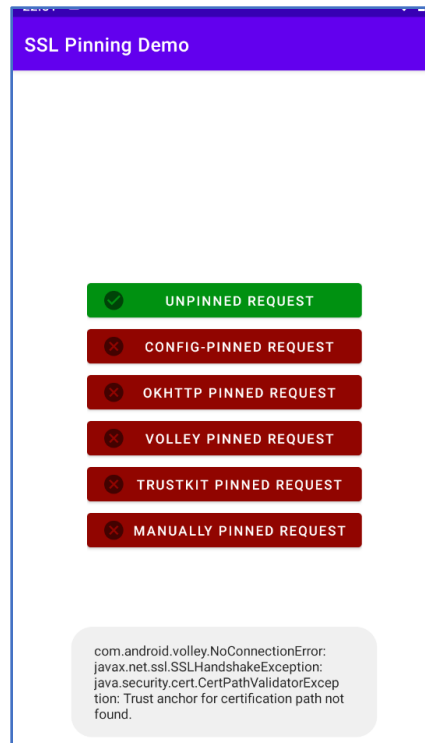 SSL Pinning Demo
UNPINNED REQUEST
CONFIG-PINNED REQUEST
OKHTTP PINNED REQUEST
VOLLEY PINNED REQUEST
TRUSTKIT PINNED REQUEST
MANUALLY PINNED REQUEST
com.android.volley.NoConnectionError:
javax.net.ssl.SSLHandshakeException:
java.security.cert.CertPathValidatorExcep
tion: Trust anchor for certification path not
found.